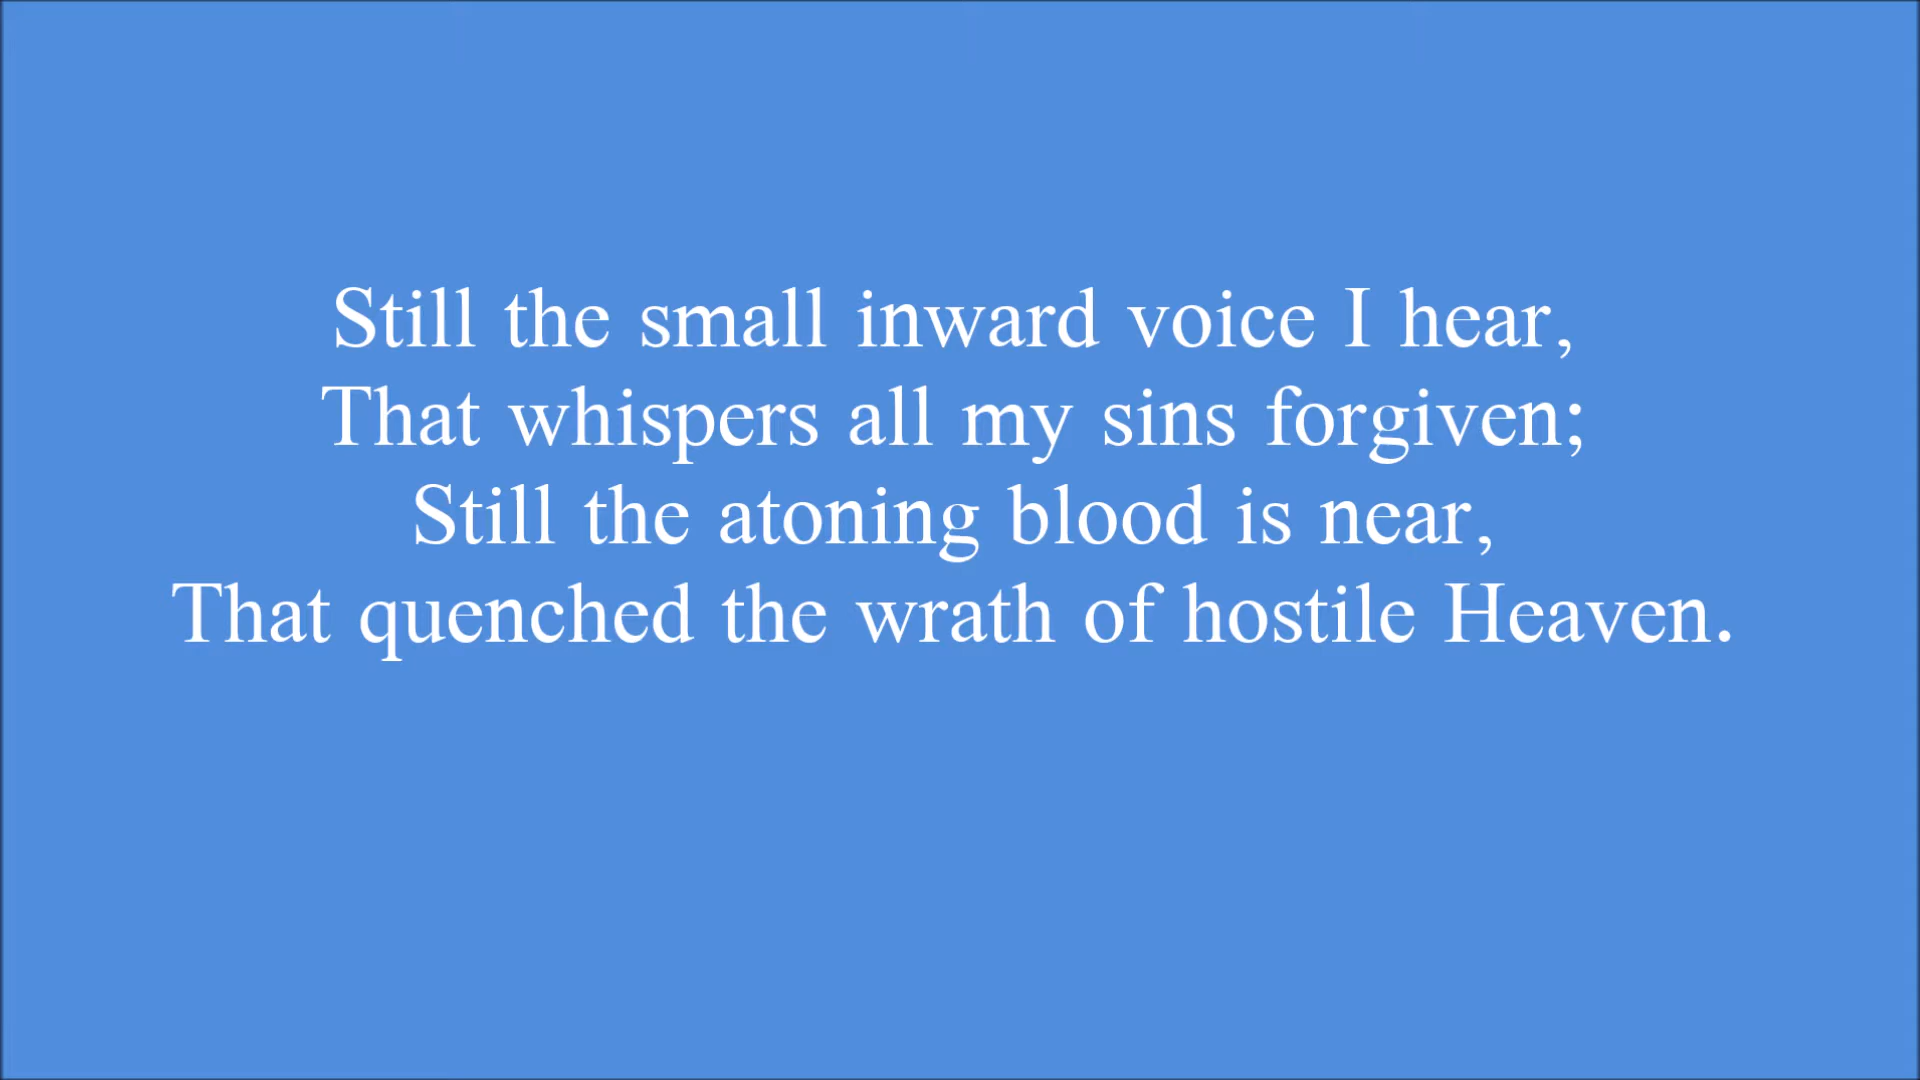 Still the small inward voice I hear,
That whispers all my sins forgiven;
Still the atoning blood is near,
That quenched the wrath of hostile Heaven.